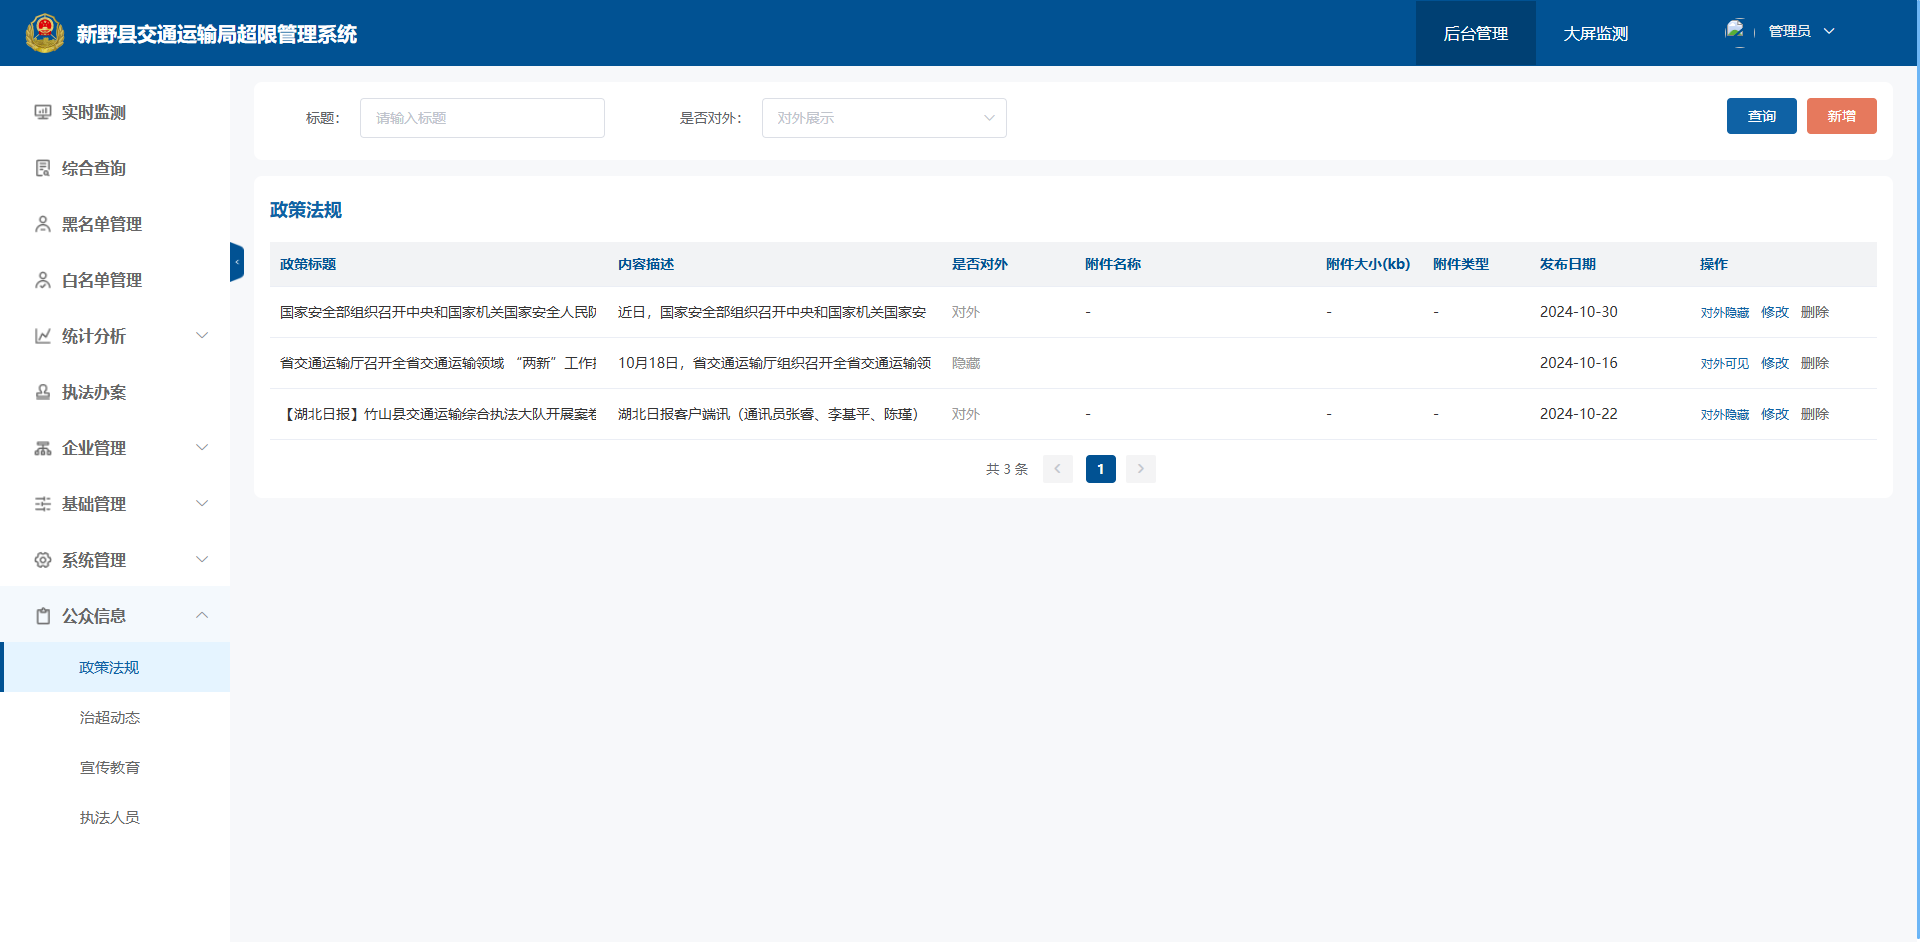 新野县交通运输局超限管理系统
后台管理
大屏监测
管理员
实时监测
综合查询
黑名单管理
白名单管理
统计分析
执法办案
企业管理
基础管理
系统管理
公众信息
政策法规
治超动态
宣传教育
执法人员
标题： 请输入标题 是否对外： 对外展示 查询 新增
政策法规
政策标题 内容描述 是否对外 附件名称 附件大小(kb) 附件类型 发布日期 操作
国家安全部组织召开中央和国家机关国家安全人民防 近日，国家安全部组织召开中央和国家机关国家安 对外 - - - 2024-10-30 对外隐藏 修改 删除
省交通运输厅召开全省交通运输领域 “两新”工作 10月18日，省交通运输厅组织召开全省交通运输领 隐藏 2024-10-16 对外可见 修改 删除
【湖北日报】竹山县交通运输综合执法大队开展案卷 湖北日报客户端讯（通讯员张睿、李基平、陈瑾） 对外 - - - 2024-10-22 对外隐藏 修改 删除
共 3 条 1